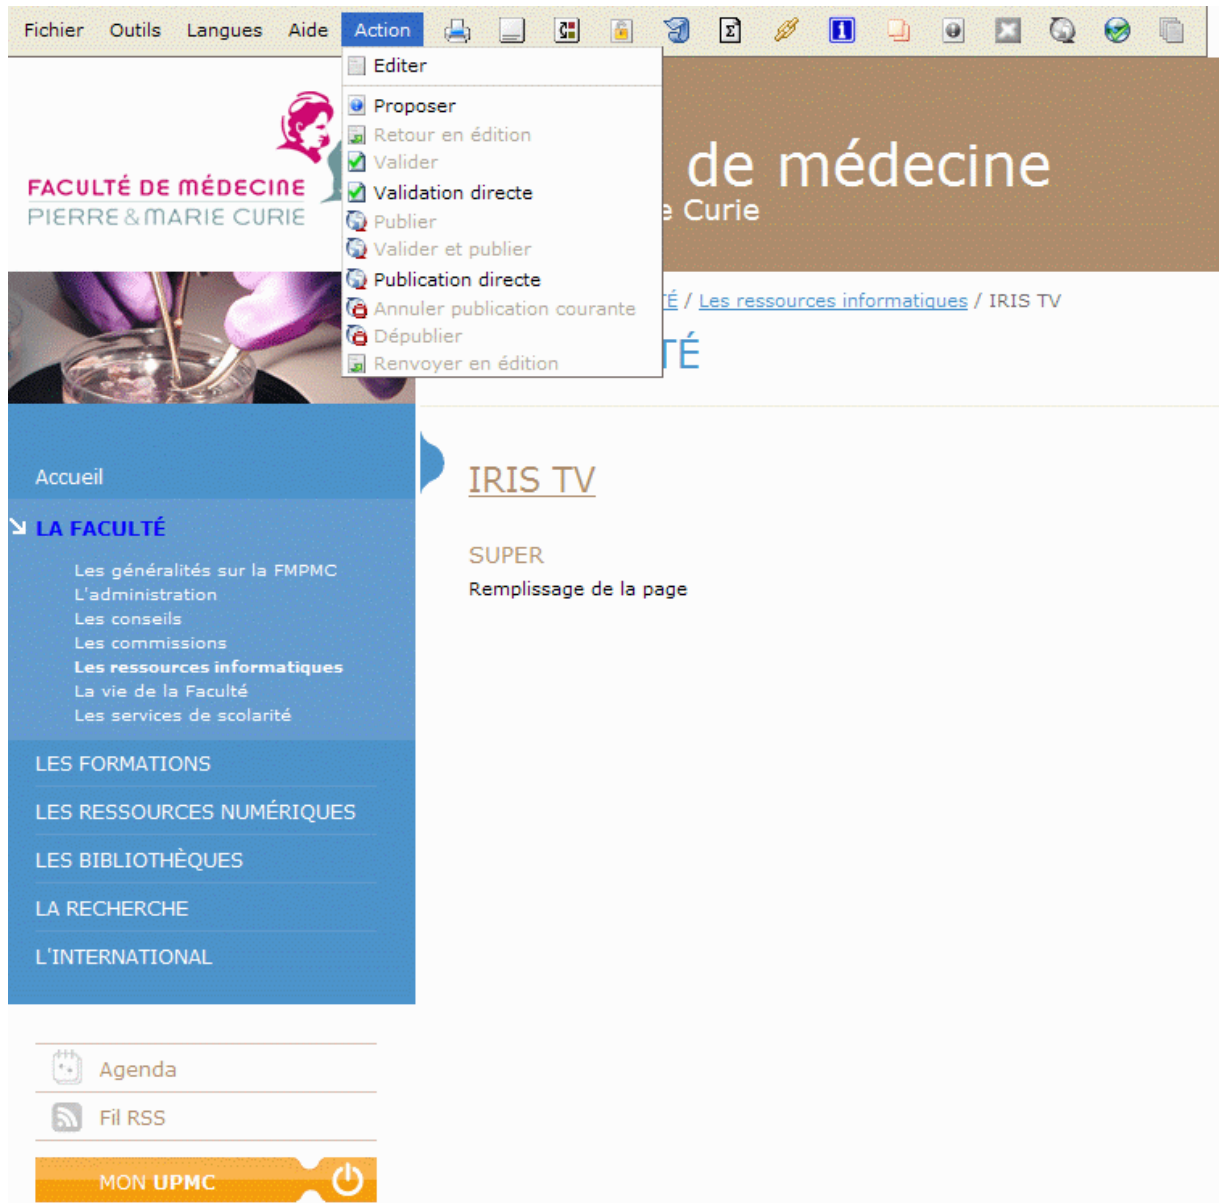 Fichier Outils Langues Aide Action
Editer
Proposer
Retour en édition
Valider
Validation directe
Publier
Valider et publier
Publication directe
Annuler publication courante
Dépublier
Renvoyer en édition
FACULTÉ DE MÉDECINE
PIERRE & MARIE CURIE
de médecine
e Curie
É / Les ressources informatiques / IRIS TV
TÉ
Accueil
LA FACULTÉ
Les généralités sur la FMPMC
L'administration
Les conseils
Les commissions
Les ressources informatiques
La vie de la Faculté
Les services de scolarité
LES FORMATIONS
LES RESSOURCES NUMÉRIQUES
LES BIBLIOTHÈQUES
LA RECHERCHE
L'INTERNATIONAL
Agenda
Fil RSS
MON UPMC
IRIS TV
SUPER
Remplissage de la page